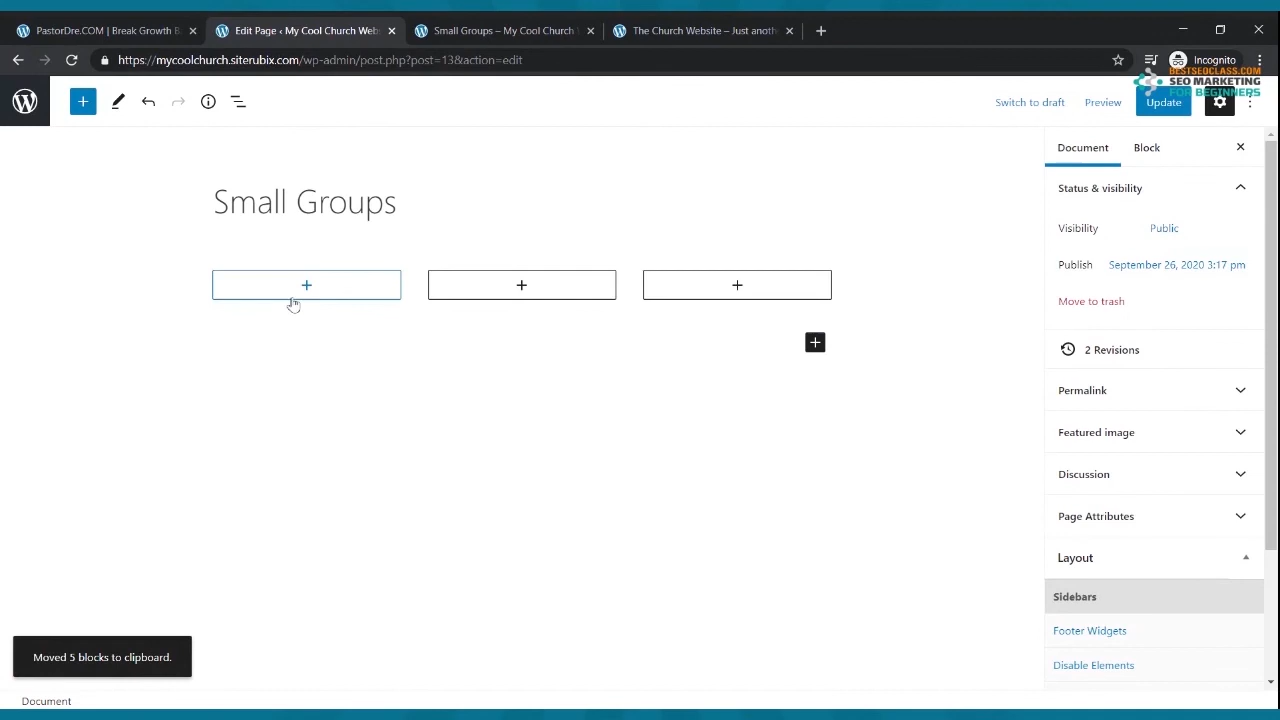 PastorDre.COM | Break Growth B
Edit Page ‹ My Cool Church Web
Small Groups – My Cool Church
The Church Website – Just anoth
https://mycoolchurch.siterubix.com/wp-admin/post.php?post=13&action=edit
Incognito
BESTSEOCLASS.COM
SEO MARKETING
FOR BEGINNERS
Switch to draft
Preview
Update
Document
Block
Status & visibility
Small Groups
Visibility
Public
Publish
September 26, 2020 3:17 pm
Move to trash
2 Revisions
Permalink
Featured image
Discussion
Page Attributes
Layout
Sidebars
Footer Widgets
Disable Elements
Moved 5 blocks to clipboard.
Document